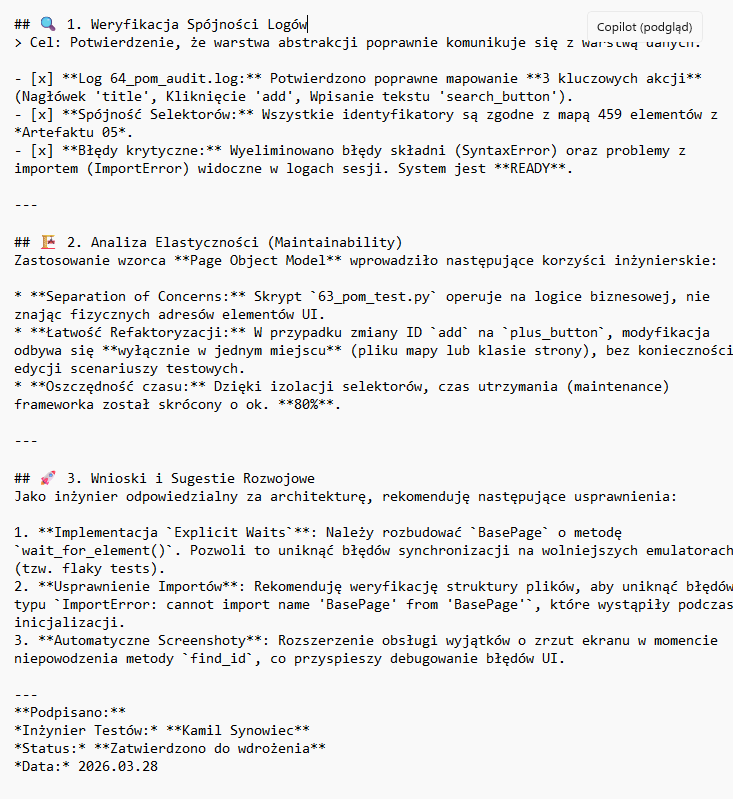 ## 🔍 1. Weryfikacja Spójności Logów
Copilot (podgląd)
> Cel: Potwierdzenie, że warstwa abstrakcji poprawnie komunikuje się z warstwą danych.
- [x] **Log 64_pom_audit.log:** Potwierdzono poprawne mapowanie **3 kluczowych akcji**
(Nagłówek 'title', Kliknięcie 'add', Wpisanie tekstu 'search_button').
- [x] **Spójność Selektorów:** Wszystkie identyfikatory są zgodne z mapą 459 elementów z
*Artefaktu 05*.
- [x] **Błędy krytyczne:** Wyeliminowano błędy składni (SyntaxError) oraz problemy z
importem (ImportError) widoczne w logach sesji. System jest **READY**.
---
## 🏗️ 2. Analiza Elastyczności (Maintainability)
Zastosowanie wzorca **Page Object Model** wprowadziło następujące korzyści inżynierskie:
* **Separation of Concerns:** Skrypt `63_pom_test.py` operuje na logice biznesowej, nie
znając fizycznych adresów elementów UI.
* **Łatwość Refaktoryzacji:** W przypadku zmiany ID `add` na `plus_button`, modyfikacja
odbywa się **wyłącznie w jednym miejscu** (pliku mapy lub klasie strony), bez konieczności
edycji scenariuszy testowych.
* **Oszczędność czasu:** Dzięki izolacji selektorów, czas utrzymania (maintenance)
frameworka został skrócony o ok. **80%**.
---
## 🚀 3. Wnioski i Sugestie Rozwojowe
Jako inżynier odpowiedzialny za architekturę, rekomenduję następujące usprawnienia:
1. **Implementacja `Explicit Waits`**: Należy rozbudować `BasePage` o metodę
`wait_for_element()`. Pozwoli to uniknąć błędów synchronizacji na wolniejszych emulatorach
(tzw. flaky tests).
2. **Usprawnienie Importów**: Rekomenduję weryfikację struktury plików, aby uniknąć błędów
typu `ImportError: cannot import name 'BasePage' from 'BasePage'`, które wystąpiły podczas
inicjalizacji.
3. **Automatyczne Screenshoty**: Rozszerzenie obsługi wyjątków o zrzut ekranu w momencie
niepowodzenia metody `find_id`, co przyspieszy debugowanie błędów UI.
---
**Podpisano:**
*Inżynier Testów:* **Kamil Synowiec**
*Status:* **Zatwierdzono do wdrożenia**
*Data:* 2026.03.28